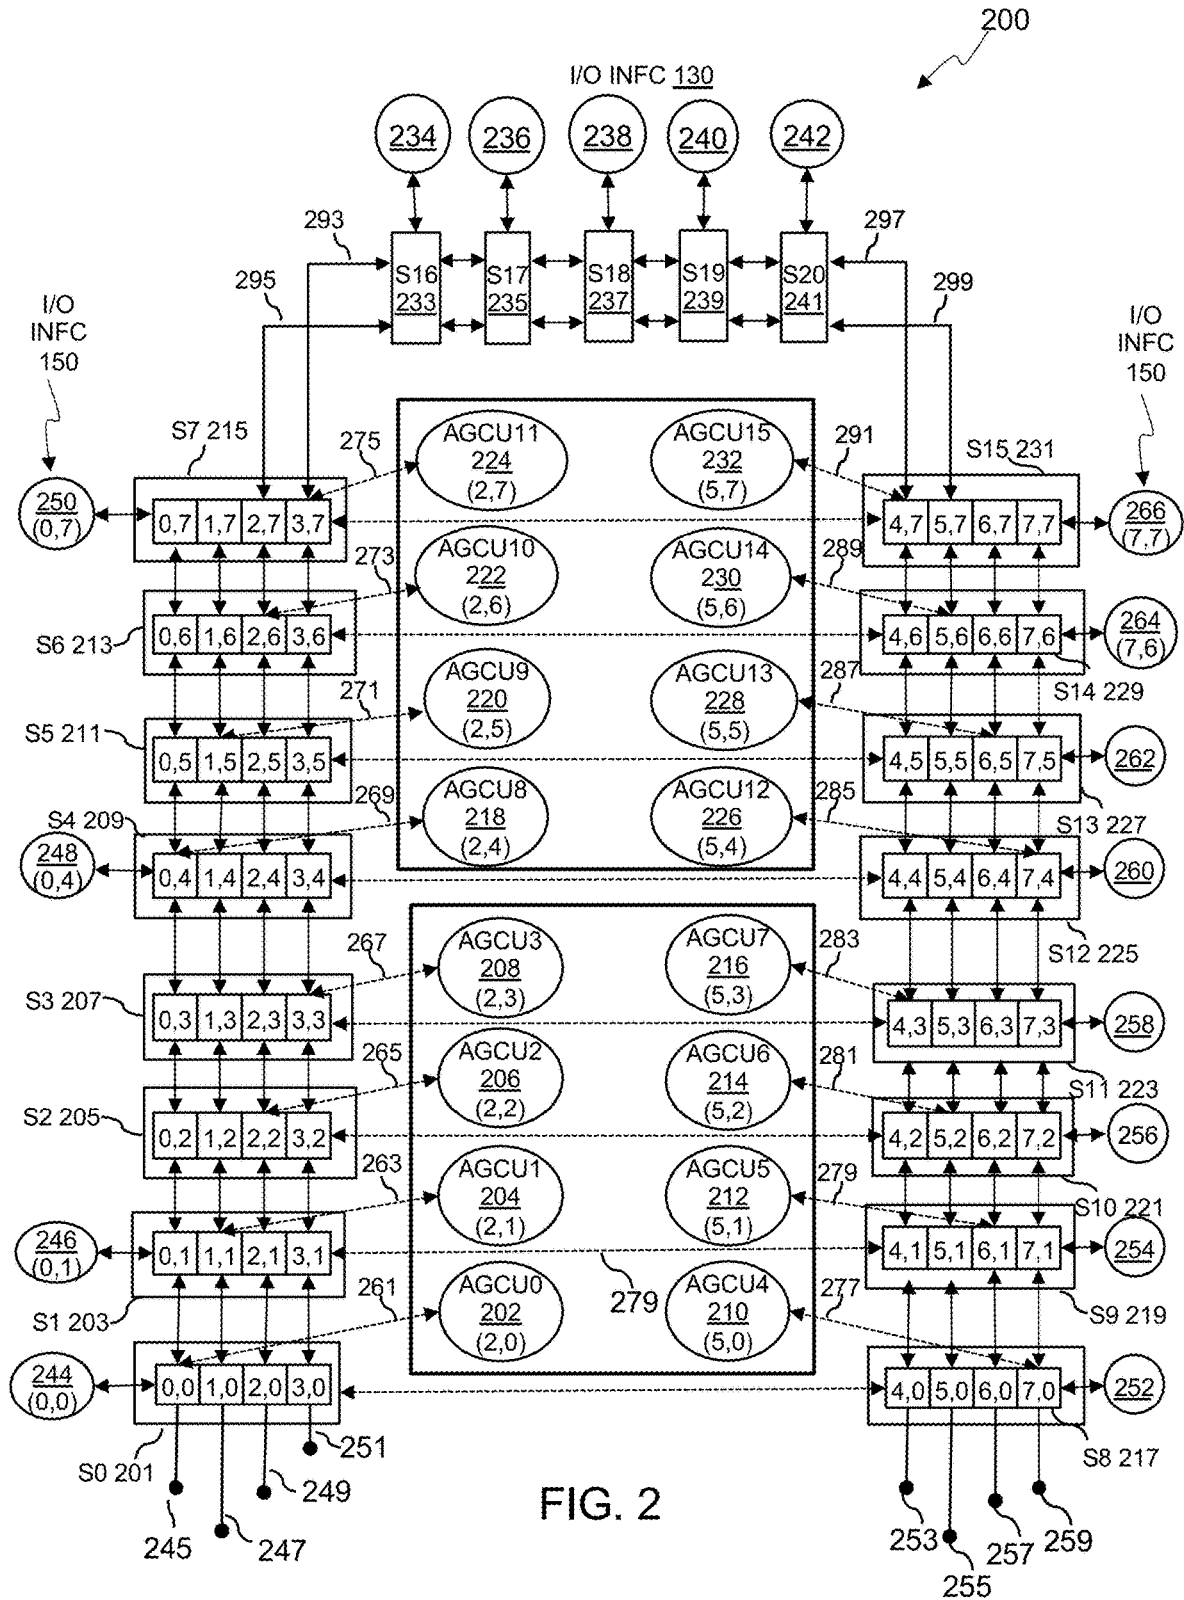 200
I/O INFC 130
234 236 238 240 242
293 297
S16 233
S17 235
S18 237
S19 239
S20 241
295 299
I/O INFC 150
I/O INFC 150
S7 215
275
AGCU11 224 (2,7)
AGCU15 232 (5,7)
291
S15 231
250 (0,7)
0,7 1,7 2,7 3,7
4,7 5,7 6,7 7,7
266 (7,7)
273
AGCU10 222 (2,6)
AGCU14 230 (5,6)
289
S6 213
0,6 1,6 2,6 3,6
4,6 5,6 6,6 7,6
264 (7,6)
S14 229
271
AGCU9 220 (2,5)
AGCU13 228 (5,5)
287
S5 211
0,5 1,5 2,5 3,5
4,5 5,5 6,5 7,5
262
S13 227
S4 209
269
AGCU8 218 (2,4)
AGCU12 226 (5,4)
285
248 (0,4)
0,4 1,4 2,4 3,4
4,4 5,4 6,4 7,4
260
S12 225
267
AGCU3 208 (2,3)
AGCU7 216 (5,3)
283
S3 207
0,3 1,3 2,3 3,3
4,3 5,3 6,3 7,3
258
S11 223
265
AGCU2 206 (2,2)
AGCU6 214 (5,2)
281
S2 205
0,2 1,2 2,2 3,2
4,2 5,2 6,2 7,2
256
S10 221
263
AGCU1 204 (2,1)
AGCU5 212 (5,1)
279
246 (0,1)
0,1 1,1 2,1 3,1
4,1 5,1 6,1 7,1
254
279
S1 203
S9 219
261
AGCU0 202 (2,0)
AGCU4 210 (5,0)
277
244 (0,0)
0,0 1,0 2,0 3,0
4,0 5,0 6,0 7,0
252
S0 201
S8 217
245 247 249 251
253 255 257 259
FIG. 2